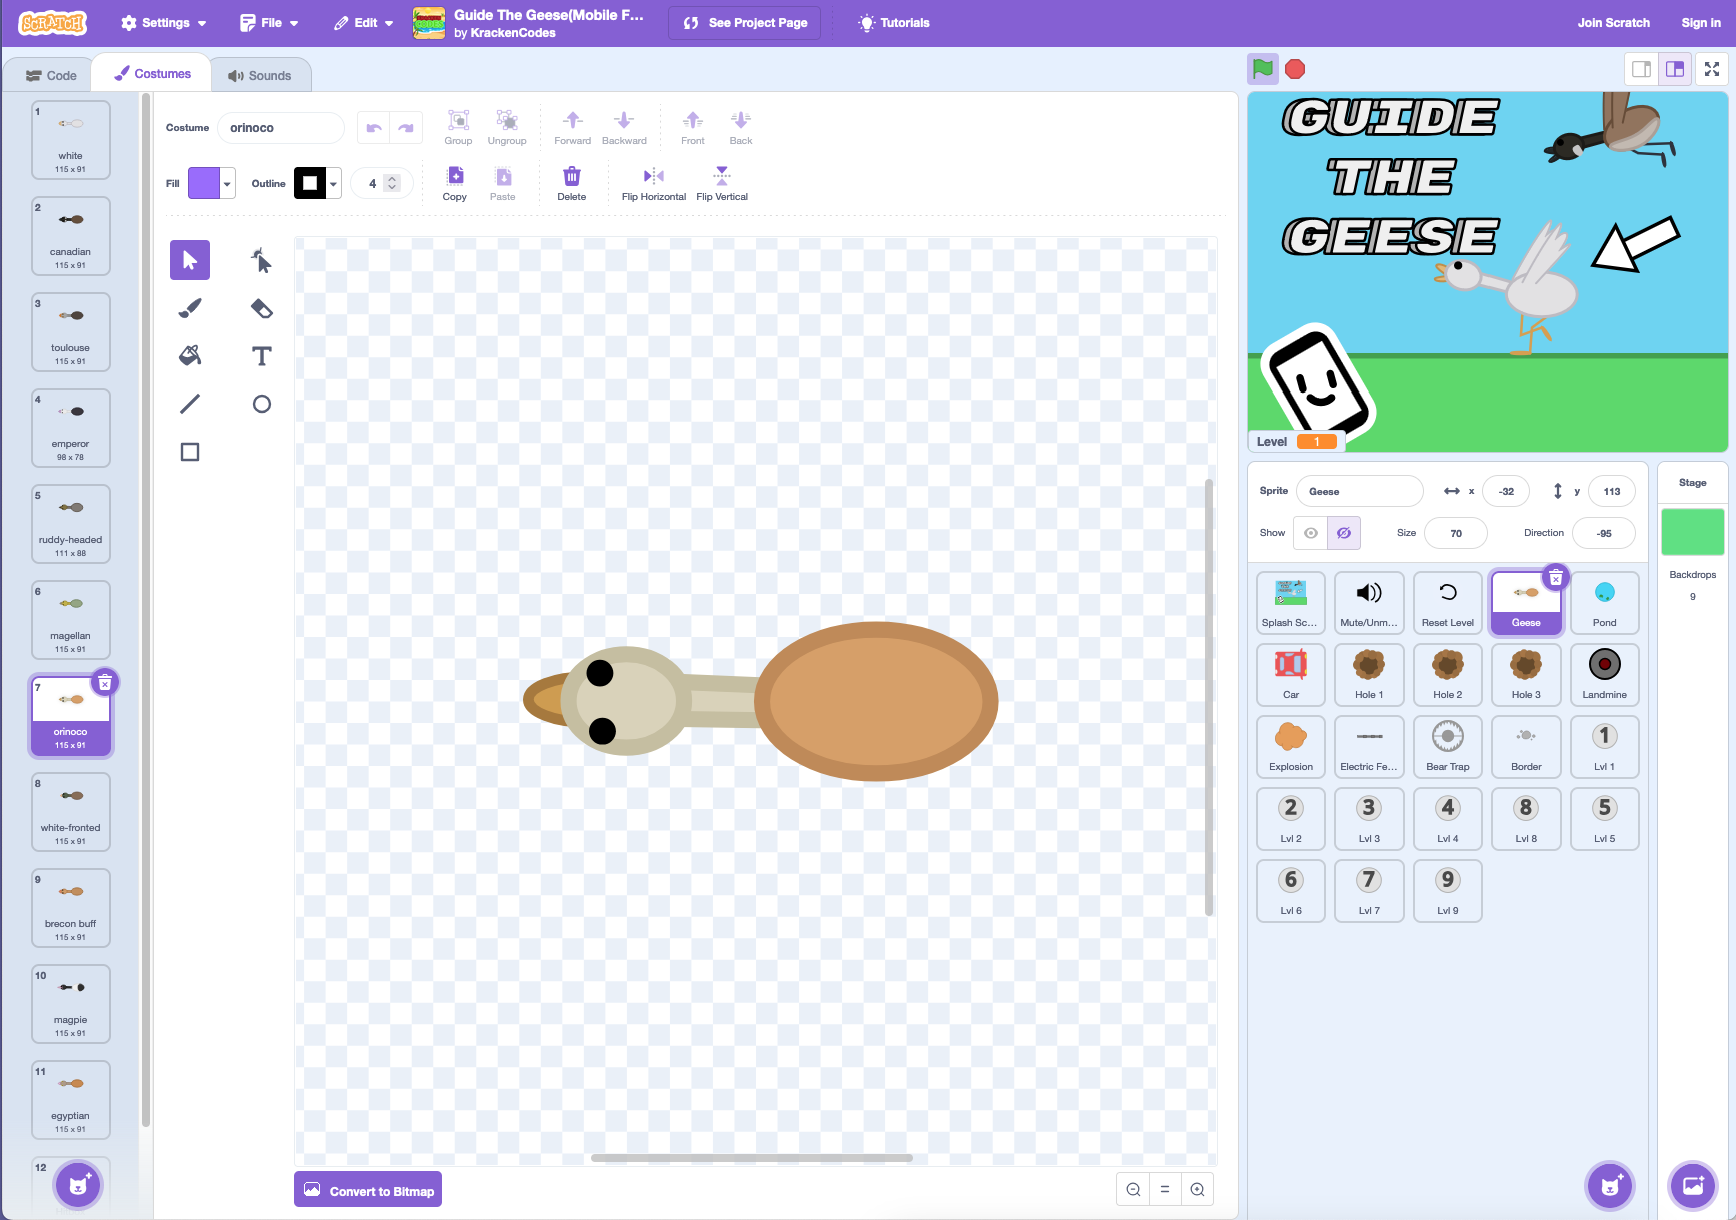 SCRATCH
Settings
File
Edit
Guide The Geese(Mobile F...
by KrackenCodes
See Project Page
Tutorials
Join Scratch
Sign in
Code
Costumes
Sounds
1
white
115 x 91
2
canadian
115 x 91
3
toulouse
115 x 91
4
emperor
98 x 78
5
ruddy-headed
111 x 88
6
magellan
115 x 91
7
orinoco
115 x 91
8
white-fronted
115 x 91
9
brecon buff
115 x 91
10
magpie
115 x 91
11
egyptian
115 x 91
12
Costume
orinoco
Group
Ungroup
Forward
Backward
Front
Back
Fill
Outline
4
Copy
Paste
Delete
Flip Horizontal
Flip Vertical
T
Convert to Bitmap
GUIDE
THE
GEESE
Level 1
Sprite
Geese
x
-32
y
113
Show
Size
70
Direction
-95
Splash Sc...
Mute/Unm...
Reset Level
Geese
Pond
Car
Hole 1
Hole 2
Hole 3
Landmine
Explosion
Electric Fe...
Bear Trap
Border
1
Lvl 1
2
Lvl 2
3
Lvl 3
4
Lvl 4
8
Lvl 8
5
Lvl 5
6
Lvl 6
7
Lvl 7
9
Lvl 9
Stage
Backdrops
9